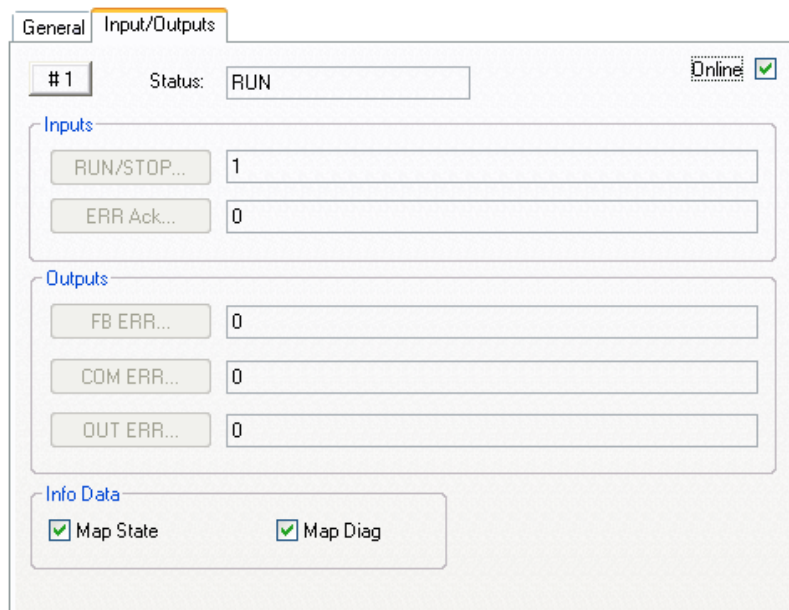 General Input/Outputs
#1 Status: RUN Online
Inputs
RUN/STOP... 1
ERR Ack... 0
Outputs
FB ERR... 0
COM ERR... 0
OUT ERR... 0
Info Data
Map State Map Diag